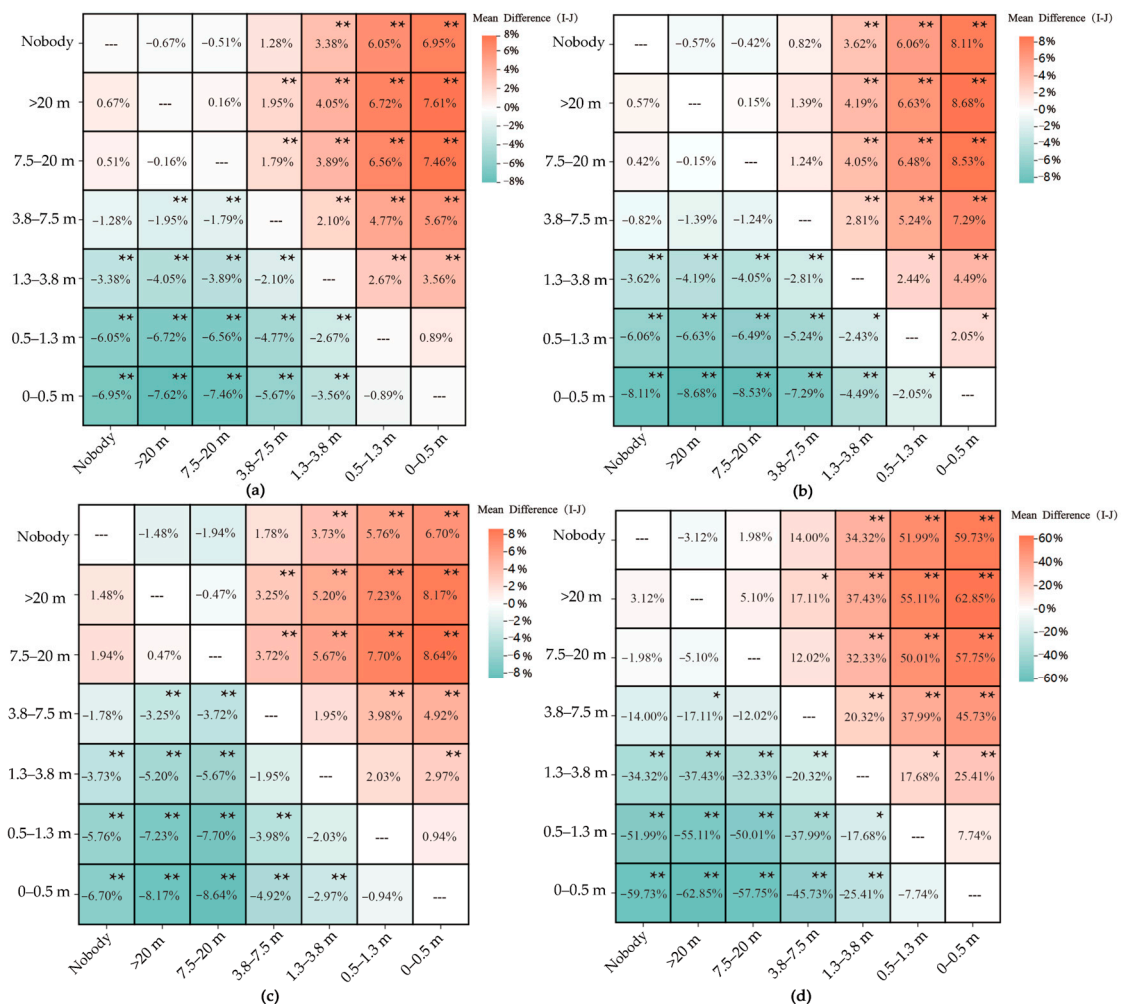 Mean Difference (I-J)
Nobody --- −0.67% −0.51% 1.28% **3.38% **6.05% **6.95%
>20 m 0.67% --- 0.16% **1.95% **4.05% **6.72% **7.61%
7.5–20 m 0.51% −0.16% --- **1.79% **3.89% **6.56% **7.46%
3.8–7.5 m −1.28% **−1.95% **−1.79% --- **2.10% **4.77% **5.67%
1.3–3.8 m **−3.38% **−4.05% **−3.89% **−2.10% --- **2.67% **3.56%
0.5–1.3 m **−6.05% **−6.72% **−6.56% **−4.77% **−2.67% --- 0.89%
0–0.5 m **−6.95% **−7.62% **−7.46% **−5.67% **−3.56% −0.89% ---
Nobody >20 m 7.5–20 m 3.8–7.5 m 1.3–3.8 m 0.5–1.3 m 0–0.5 m
8%
6%
4%
2%
0%
−2%
−4%
−6%
−8%
(a)
Mean Difference (I-J)
Nobody --- −0.57% −0.42% 0.82% **3.62% **6.06% **8.11%
>20 m 0.57% --- 0.15% 1.39% **4.19% **6.63% **8.68%
7.5–20 m 0.42% −0.15% --- 1.24% **4.05% **6.48% **8.53%
3.8–7.5 m −0.82% −1.39% −1.24% --- **2.81% **5.24% **7.29%
1.3–3.8 m **−3.62% **−4.19% **−4.05% **−2.81% --- *2.44% **4.49%
0.5–1.3 m **−6.06% **−6.63% **−6.49% **−5.24% *−2.43% --- *2.05%
0–0.5 m **−8.11% **−8.68% **−8.53% **−7.29% **−4.49% *−2.05% ---
Nobody >20 m 7.5–20 m 3.8–7.5 m 1.3–3.8 m 0.5–1.3 m 0–0.5 m
8%
6%
4%
2%
0%
−2%
−4%
−6%
−8%
(b)
Mean Difference (I-J)
Nobody --- −1.48% −1.94% 1.78% **3.73% **5.76% **6.70%
>20 m 1.48% --- −0.47% **3.25% **5.20% **7.23% **8.17%
7.5–20 m 1.94% 0.47% --- **3.72% **5.67% **7.70% **8.64%
3.8–7.5 m −1.78% **−3.25% **−3.72% --- 1.95% **3.98% **4.92%
1.3–3.8 m **−3.73% **−5.20% **−5.67% −1.95% --- 2.03% **2.97%
0.5–1.3 m **−5.76% **−7.23% **−7.70% **−3.98% −2.03% --- 0.94%
0–0.5 m **−6.70% **−8.17% **−8.64% **−4.92% **−2.97% −0.94% ---
Nobody >20 m 7.5–20 m 3.8–7.5 m 1.3–3.8 m 0.5–1.3 m 0–0.5 m
8%
6%
4%
2%
0%
−2%
−4%
−6%
−8%
(c)
Mean Difference (I-J)
Nobody --- −3.12% 1.98% 14.00% **34.32% **51.99% **59.73%
>20 m 3.12% --- 5.10% *17.11% **37.43% **55.11% **62.85%
7.5–20 m −1.98% −5.10% --- 12.02% **32.33% **50.01% **57.75%
3.8–7.5 m −14.00% *−17.11% −12.02% --- **20.32% **37.99% **45.73%
1.3–3.8 m **−34.32% **−37.43% **−32.33% **−20.32% --- *17.68% **25.41%
0.5–1.3 m **−51.99% **−55.11% **−50.01% **−37.99% *−17.68% --- 7.74%
0–0.5 m **−59.73% **−62.85% **−57.75% **−45.73% **−25.41% −7.74% ---
Nobody >20 m 7.5–20 m 3.8–7.5 m 1.3–3.8 m 0.5–1.3 m 0–0.5 m
60%
40%
20%
0%
−20%
−40%
−60%
(d)